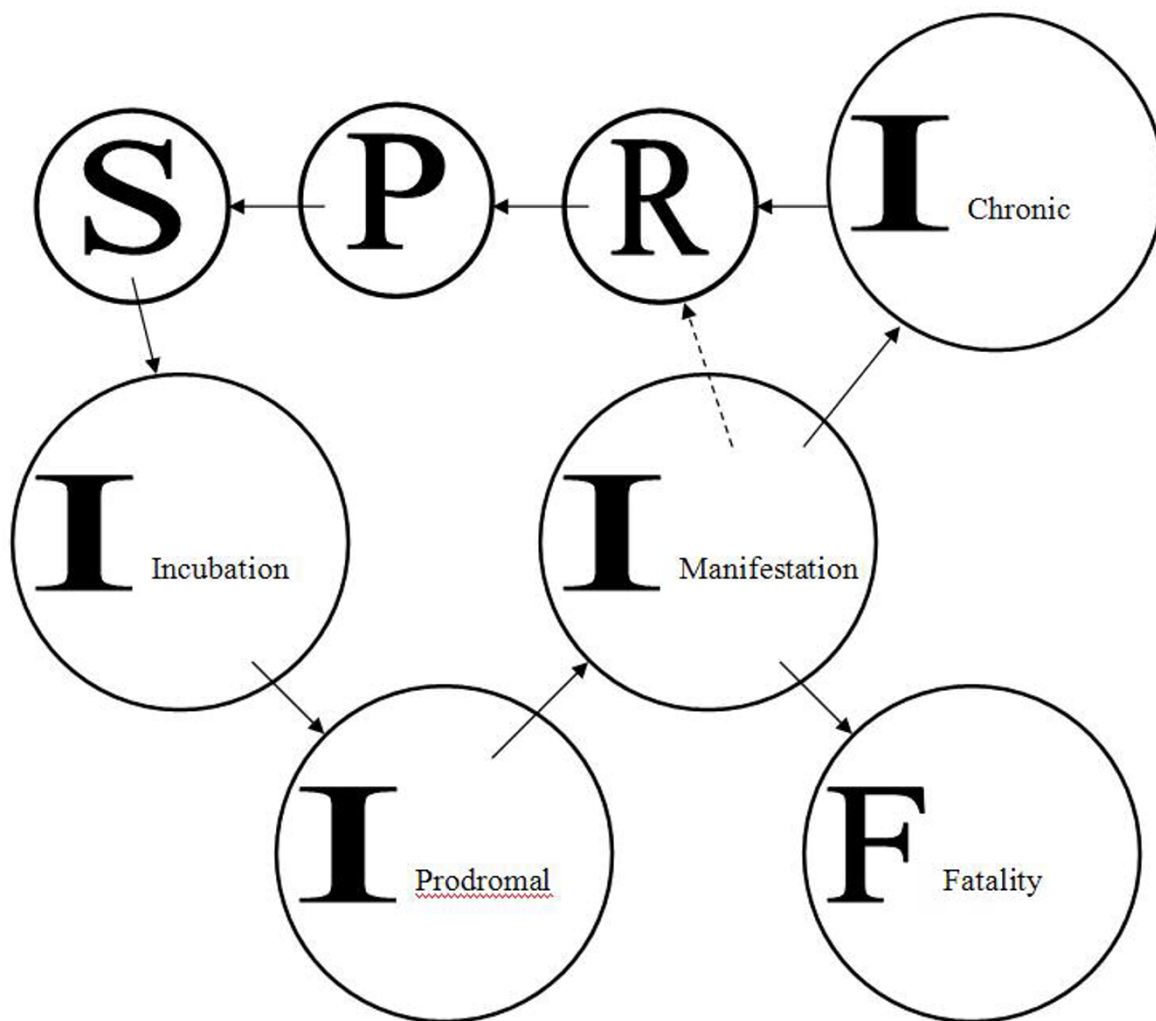 S
P
R
I Chronic
I Incubation
I Manifestation
I Prodromal
F Fatality